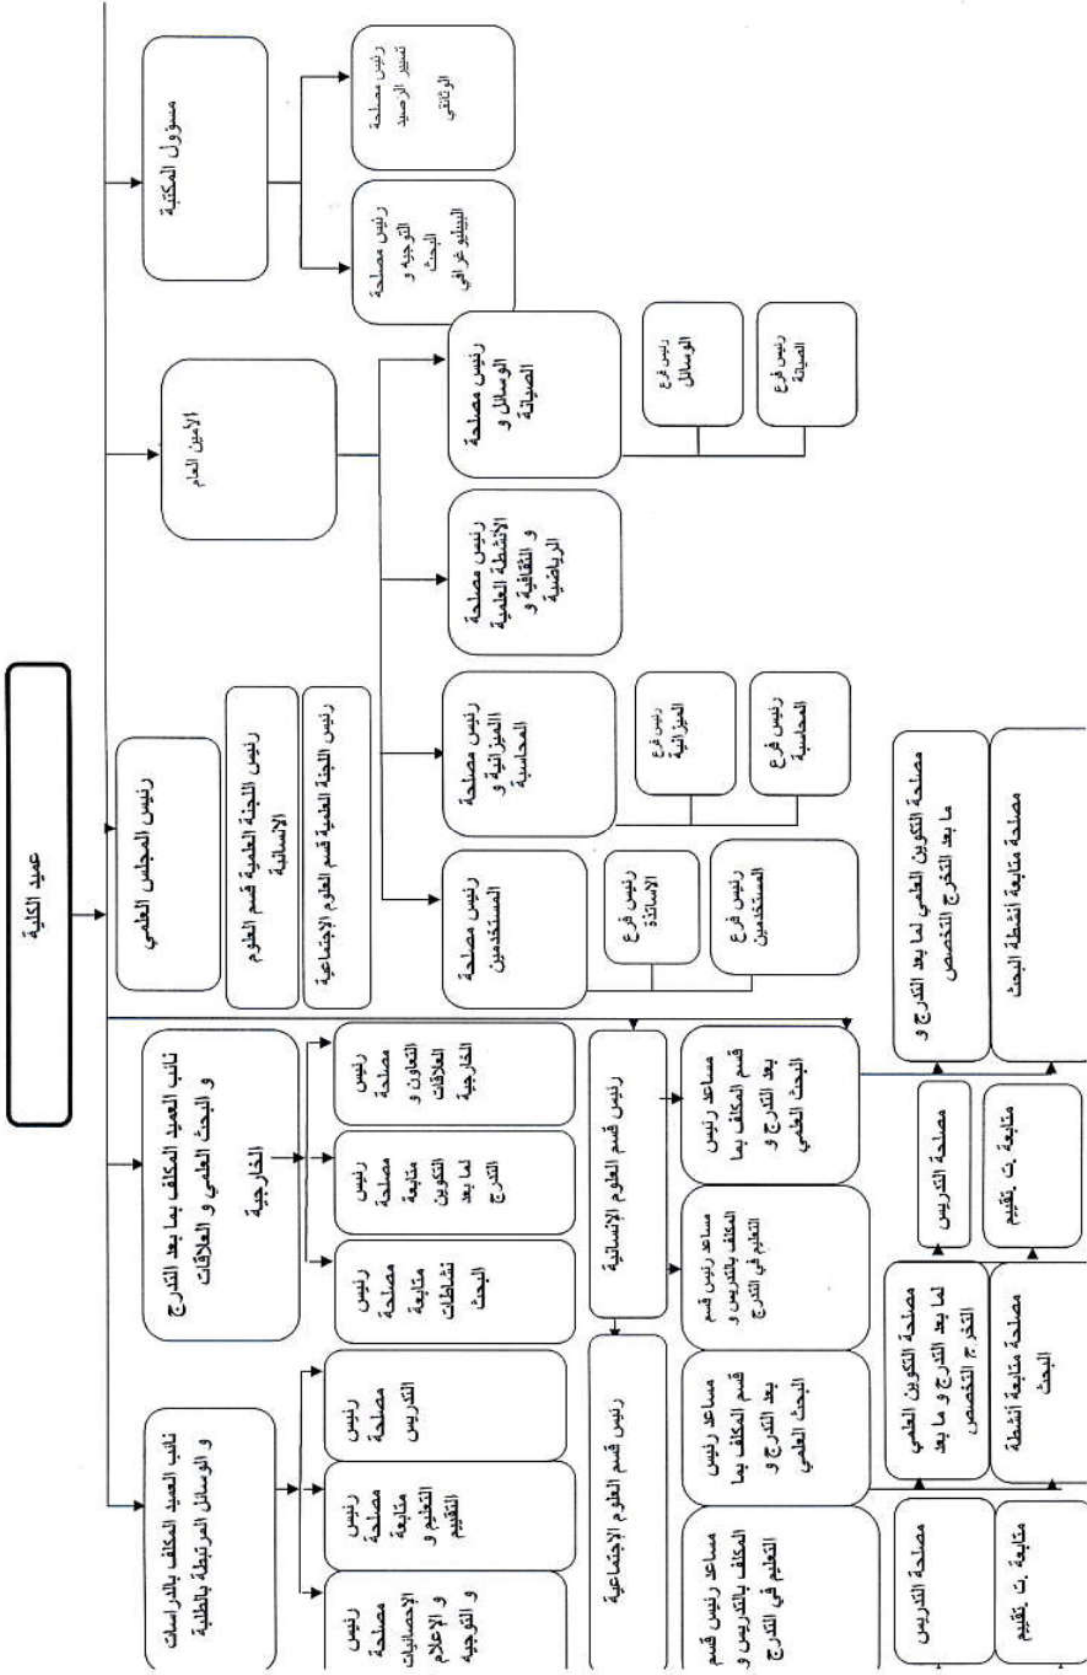 عميد الكلية
مسؤول المكتبة
رئيس مصلحة
تسيير الرصيد
الوثائقي
رئيس مصلحة
التوجيه و
البحث
البيبليوغرافي
الأمين العام
رئيس مصلحة
الوسائل و
الصيانة
رئيس فرع
الوسائل
رئيس فرع
الصيانة
رئيس مصلحة
الأنشطة العلمية
و الثقافية و
الرياضية
رئيس مصلحة
الميزانية و
المحاسبة
رئيس فرع
الميزانية
رئيس فرع
المحاسبة
رئيس مصلحة
المستخدمين
رئيس فرع
الاساتذة
رئيس فرع
المستخدمين
رئيس المجلس العلمي
رئيس اللجنة العلمية قسم العلوم
الانسانية
رئيس اللجنة العلمية قسم العلوم الإجتماعية
نائب العميد المكلف بما بعد التدرج
و البحث العلمي و العلاقات
الخارجية
رئيس
مصلحة
التعاون و
العلاقات
الخارجية
رئيس
مصلحة
متابعة
التكوين
لما بعد
التدرج
رئيس
مصلحة
متابعة
نشاطات
البحث
نائب العميد المكلف بالدراسات
و الوسائل المرتبطة بالطلبة
رئيس
مصلحة
التدريس
رئيس
مصلحة
متابعة
التعليم و
التقييم
رئيس
مصلحة
الإحصائيات
و الإعلام
و التوجيه
رئيس قسم العلوم الإنسانية
مساعد رئيس
قسم المكلف بما
بعد التدرج و
البحث العلمي
مساعد رئيس قسم
المكلف بالتدريس و
التعليم في التدرج
مصلحة التكوين العلمي لما بعد التدرج و
ما بعد التخرج التخصص
مصلحة متابعة أنشطة البحث
مصلحة التدريس
متابعة .ت .تقييم
رئيس قسم العلوم الإجتماعية
مساعد رئيس
قسم المكلف بما
بعد التدرج و
البحث العلمي
مساعد رئيس قسم
المكلف بالتدريس و
التعليم في التدرج
مصلحة التكوين العلمي
لما بعد التدرج و ما بعد
التخرج التخصص
مصلحة متابعة أنشطة
البحث
مصلحة التدريس
متابعة .ت .تقييم